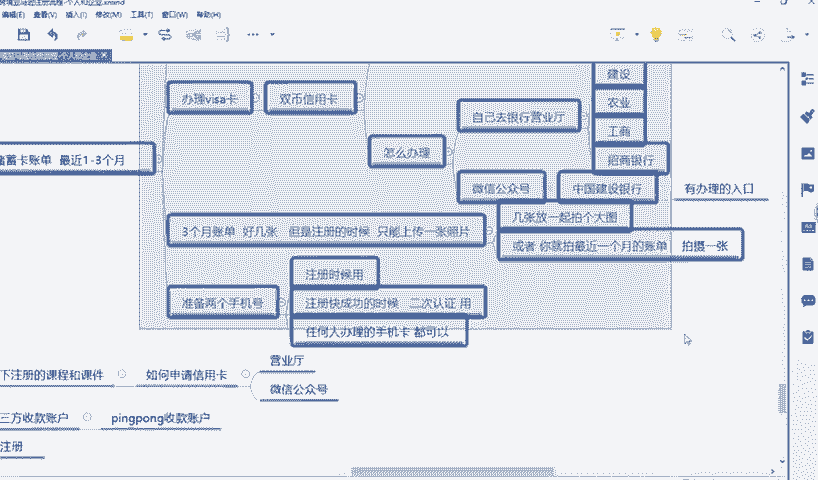 编辑(E) 查看(V) 插入(I) 修改(M) 工具(T) 窗口(W) 帮助(H)
办理visa卡
双币信用卡
怎么办理
自己去银行营业厅
建设
农业
工商
招商银行
微信公众号
中国建设银行
有办理的入口
储蓄卡账单 最近1-3个月
3个月账单 好几张 但是注册的时候 只能上传一张照片
几张放一起拍个大图
或者 你就拍最近一个月的账单 拍摄一张
准备两个手机号
注册时候用
注册快成功的时候 二次认证 用
任何人办理的手机卡 都可以
下注册的课程和课件
如何申请信用卡
营业厅
微信公众号
三方收款账户
pingpong收款账户
注册